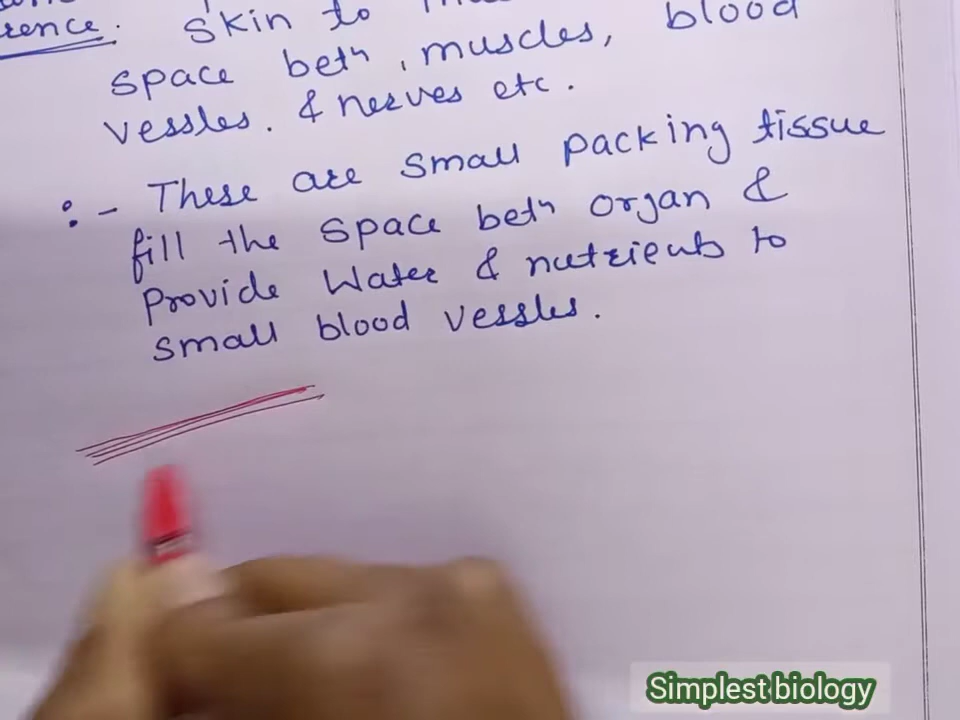 rence. Skin to
space betn, muscles, blood
vessles. & nerves etc.
:- These are small packing tissue
fill the space betn organ &
Provide Water & nutrients to
small blood vessles.
Simplest biology